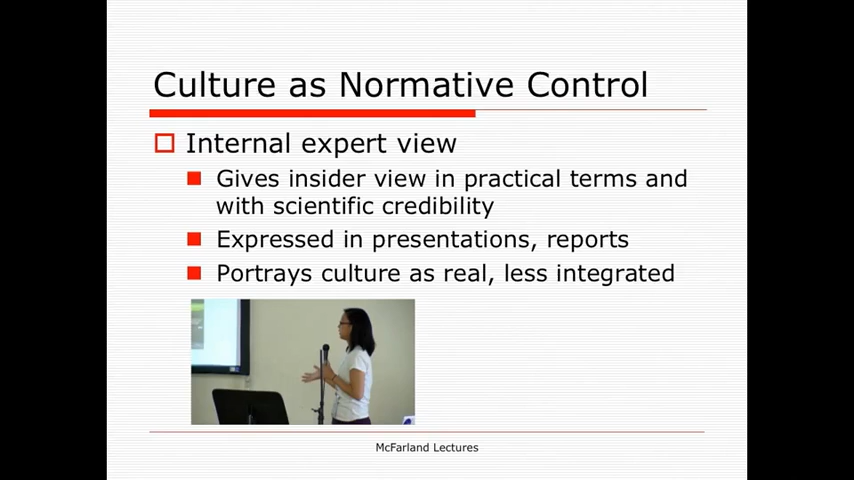 Culture as Normative Control
Internal expert view
Gives insider view in practical terms and
with scientific credibility
Expressed in presentations, reports
Portrays culture as real, less integrated
McFarland Lectures